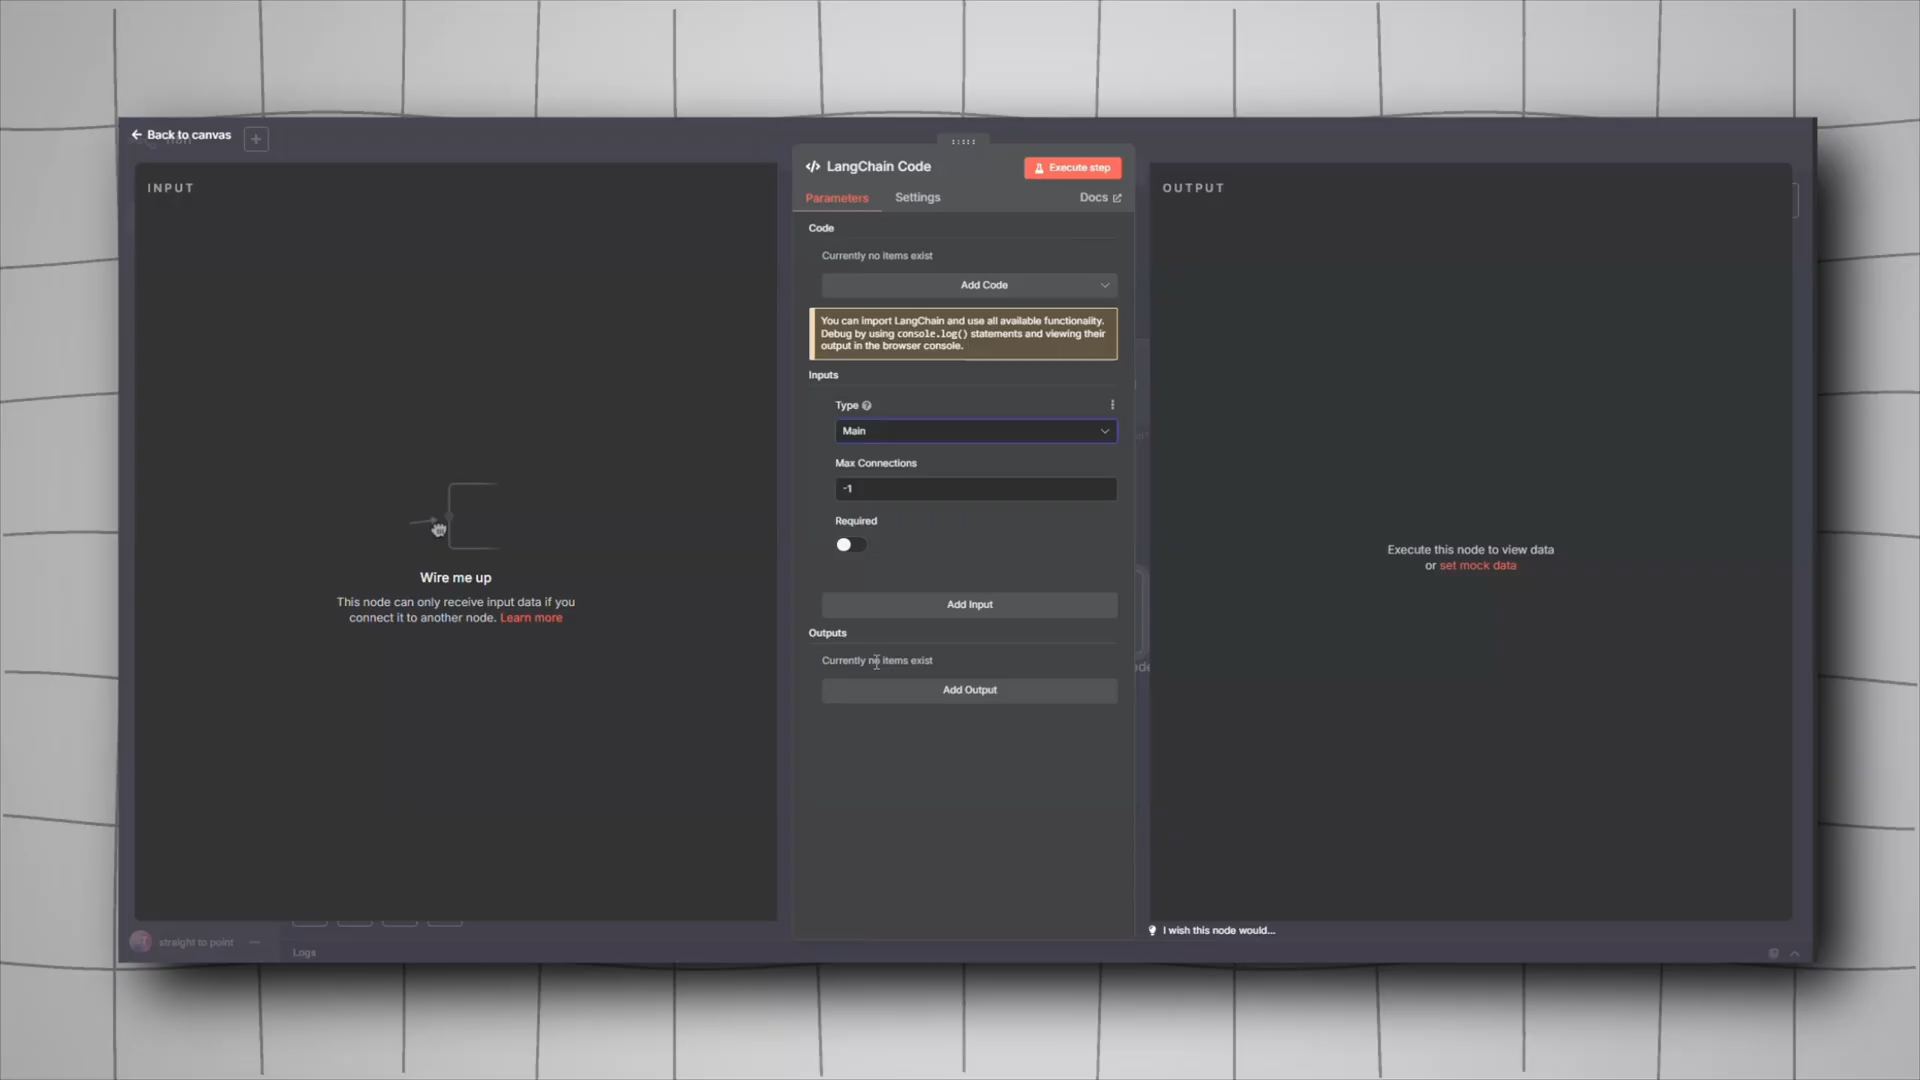 Back to canvas
INPUT
Wire me up
This node can only receive input data if you
connect it to another node. Learn more
LangChain Code
Execute step
Parameters
Settings
Docs
Code
Currently no items exist
Add Code
You can import LangChain and use all available functionality.
Debug by using console.log() statements and viewing their
output in the browser console.
Inputs
Type
Main
Max Connections
-1
Required
Add Input
Outputs
Currently no items exist
Add Output
OUTPUT
Execute this node to view data
or set mock data
I wish this node would...
straight to point
Logs